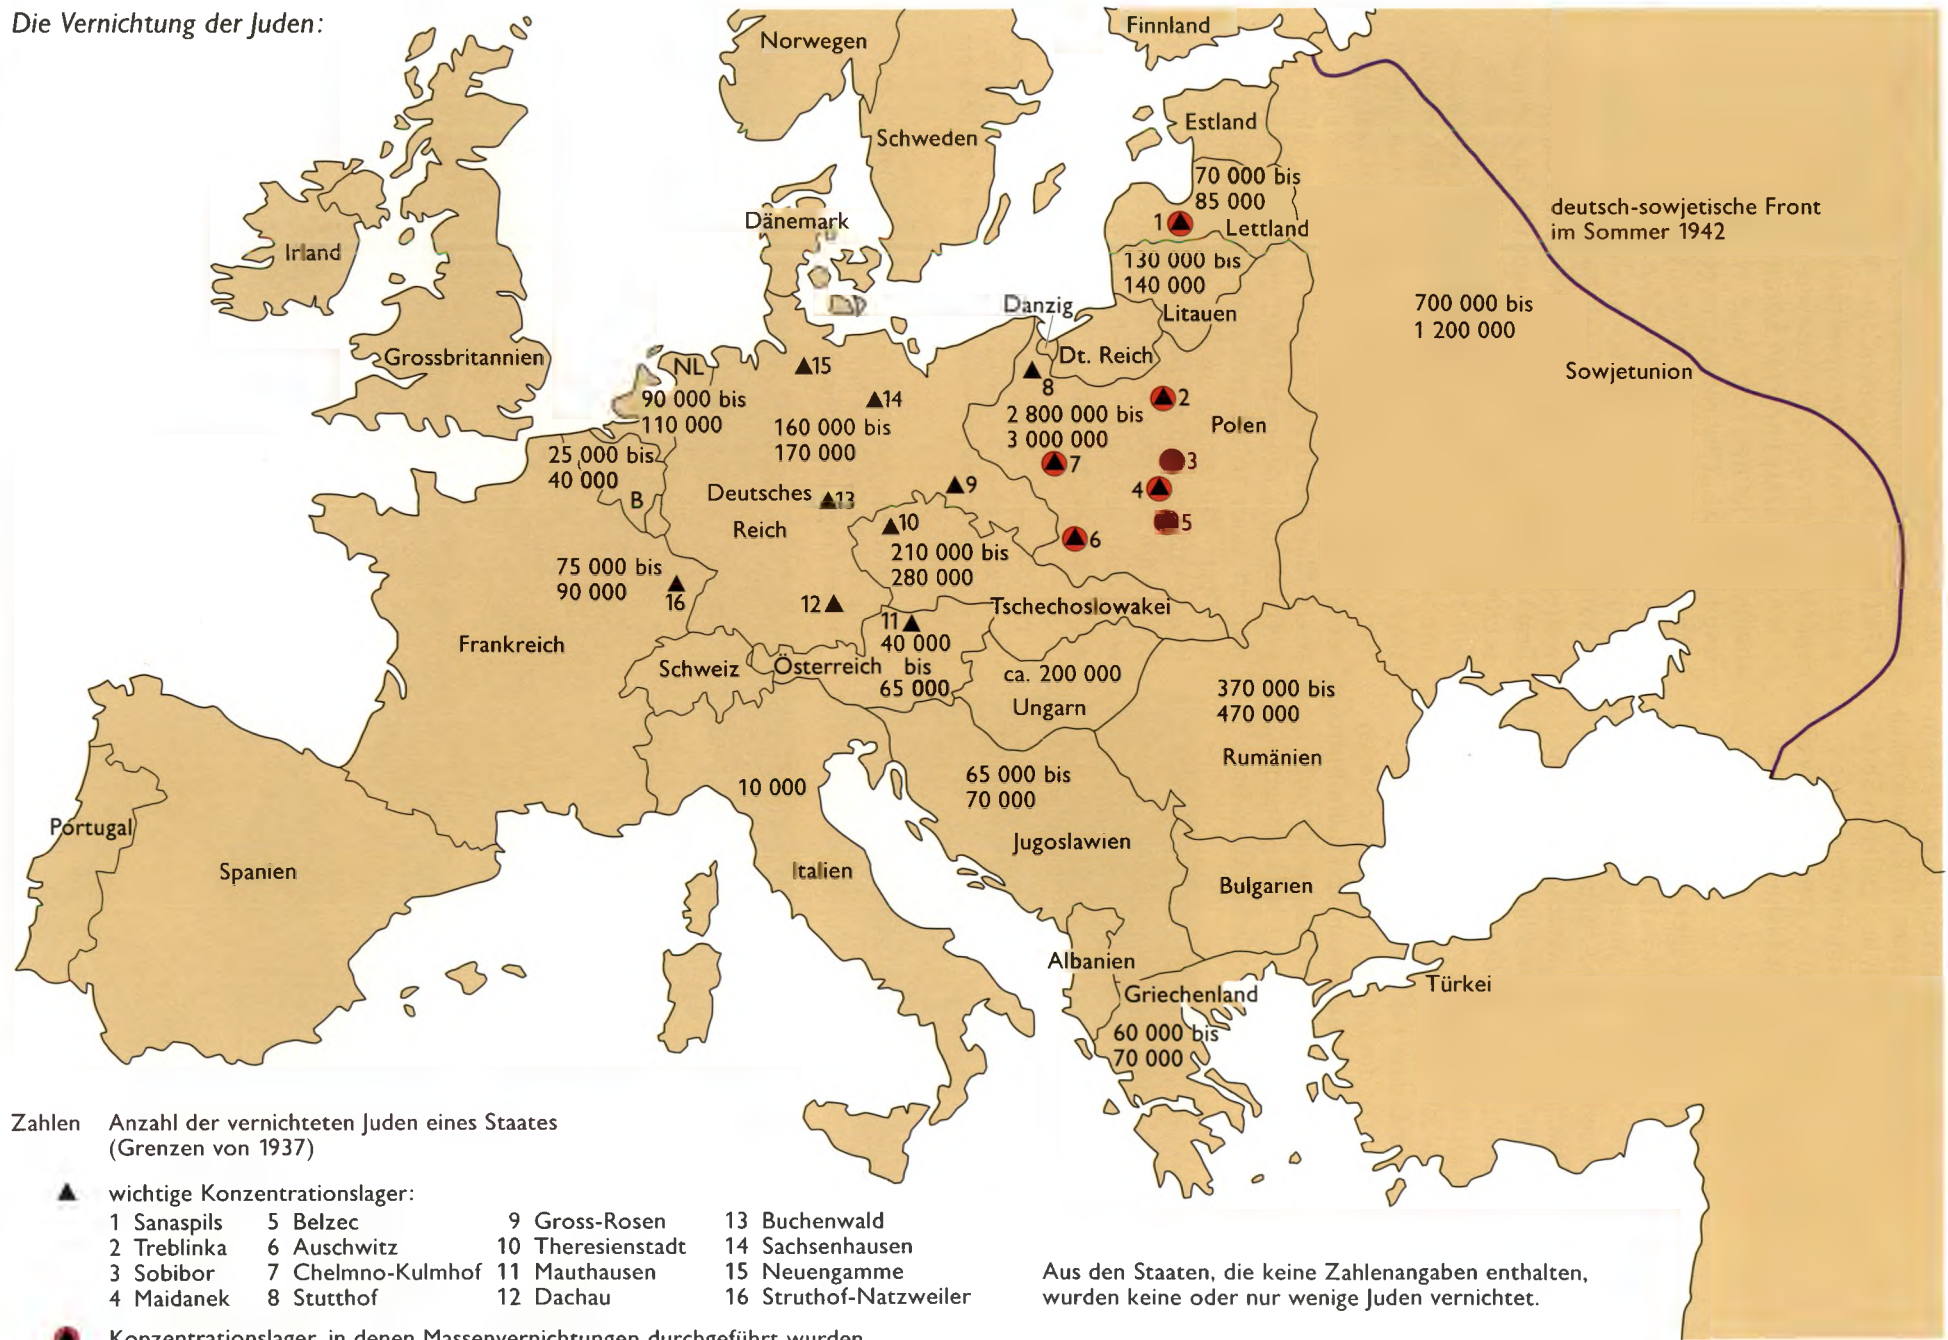 Die Vernichtung der Juden:
Norwegen
Finnland
Schweden
Estland
70 000 bis
85 000
1
Lettland
deutsch-sowjetische Front
im Sommer 1942
Dänemark
Irland
130 000 bis
140 000
Litauen
Danzig
Dt. Reich
700 000 bis
1 200 000
Sowjetunion
Grossbritannien
NL
90 000 bis
110 000
15
14
160 000 bis
170 000
8
2
2 800 000 bis
3 000 000
Polen
25 000 bis
40 000
B
Deutsches
Reich
13
9
7
3
4
5
6
10
210 000 bis
280 000
75 000 bis
90 000
16
12
11
Tschechoslowakei
Frankreich
Schweiz
Österreich
40 000
bis
65 000
ca. 200 000
Ungarn
370 000 bis
470 000
Rumänien
10 000
65 000 bis
70 000
Jugoslawien
Portugal
Spanien
Italien
Bulgarien
Albanien
Griechenland
60 000 bis
70 000
Türkei
Zahlen Anzahl der vernichteten Juden eines Staates
(Grenzen von 1937)
wichtige Konzentrationslager:
1 Sanaspils 5 Belzec 9 Gross-Rosen 13 Buchenwald
2 Treblinka 6 Auschwitz 10 Theresienstadt 14 Sachsenhausen
3 Sobibor 7 Chelmno-Kulmhof 11 Mauthausen 15 Neuengamme
4 Maidanek 8 Stutthof 12 Dachau 16 Struthof-Natzweiler
Aus den Staaten, die keine Zahlenangaben enthalten,
wurden keine oder nur wenige Juden vernichtet.
Konzentrationslager, in denen Massenvernichtungen durchgeführt wurden